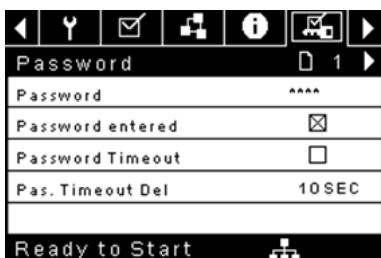 Password 1
Password ^^^^
Password entered
Password Timeout
Pas. Timeout Del 10SEC
Ready to Start